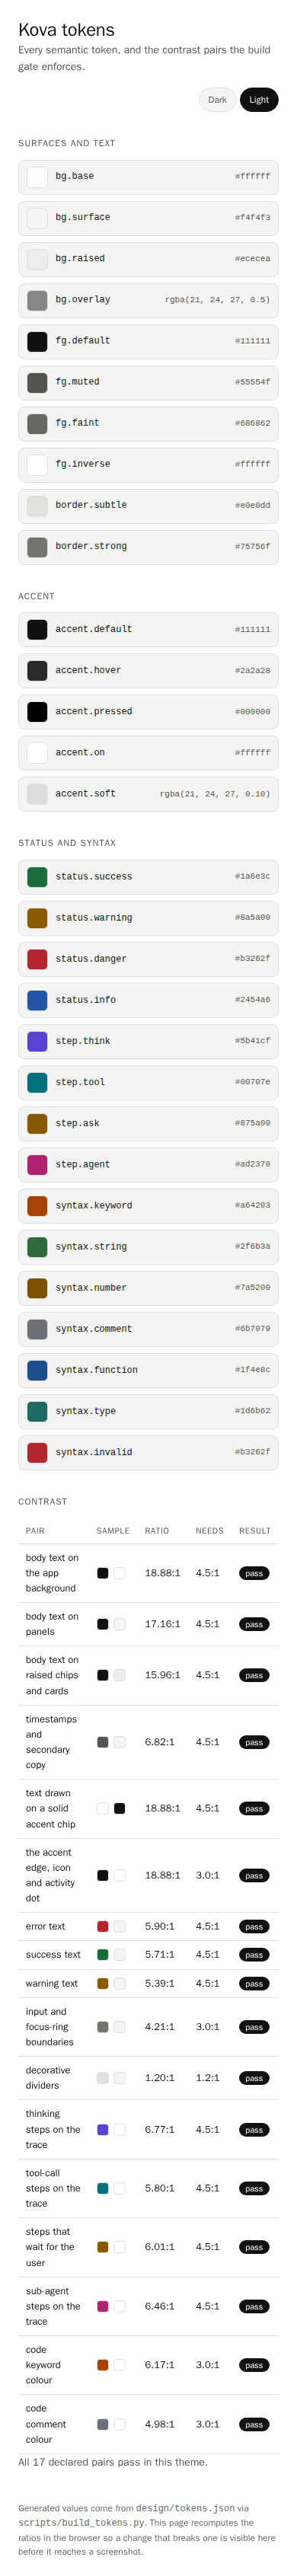 Kova tokens
Every semantic token, and the contrast pairs the build
gate enforces.
Dark Light
SURFACES AND TEXT
bg.base #ffffff
bg.surface #f4f4f3
bg.raised #ececea
bg.overlay rgba(21, 24, 27, 0.5)
fg.default #111111
fg.muted #55554f
fg.faint #686862
fg.inverse #ffffff
border.subtle #e0e0dd
border.strong #75756f
ACCENT
accent.default #111111
accent.hover #2a2a28
accent.pressed #000000
accent.on #ffffff
accent.soft rgba(21, 24, 27, 0.10)
STATUS AND SYNTAX
status.success #1a6e3c
status.warning #8a5a00
status.danger #b3262f
status.info #2454a6
step.think #5b41cf
step.tool #00707e
step.ask #875a00
step.agent #ad2370
syntax.keyword #a64203
syntax.string #2f6b3a
syntax.number #7a5200
syntax.comment #6b7079
syntax.function #1f4e8c
syntax.type #1d6b62
syntax.invalid #b3262f
CONTRAST
PAIR SAMPLE RATIO NEEDS RESULT
body text on
the app
background
18.88:1 4.5:1 pass
body text on
panels
17.16:1 4.5:1 pass
body text on
raised chips
and cards
15.96:1 4.5:1 pass
timestamps
and
secondary
copy
6.82:1 4.5:1 pass
text drawn
on a solid
accent chip
18.88:1 4.5:1 pass
the accent
edge, icon
and activity
dot
18.88:1 3.0:1 pass
error text 5.90:1 4.5:1 pass
success text 5.71:1 4.5:1 pass
warning text 5.39:1 4.5:1 pass
input and
focus-ring
boundaries
4.21:1 3.0:1 pass
decorative
dividers
1.20:1 1.2:1 pass
thinking
steps on the
trace
6.77:1 4.5:1 pass
tool-call
steps on the
trace
5.80:1 4.5:1 pass
steps that
wait for the
user
6.01:1 4.5:1 pass
sub-agent
steps on the
trace
6.46:1 4.5:1 pass
code
keyword
colour
6.17:1 3.0:1 pass
code
comment
colour
4.98:1 3.0:1 pass
All 17 declared pairs pass in this theme.
Generated values come from design/tokens.json via
scripts/build_tokens.py. This page recomputes the
ratios in the browser so a change that breaks one is visible here
before it reaches a screenshot.